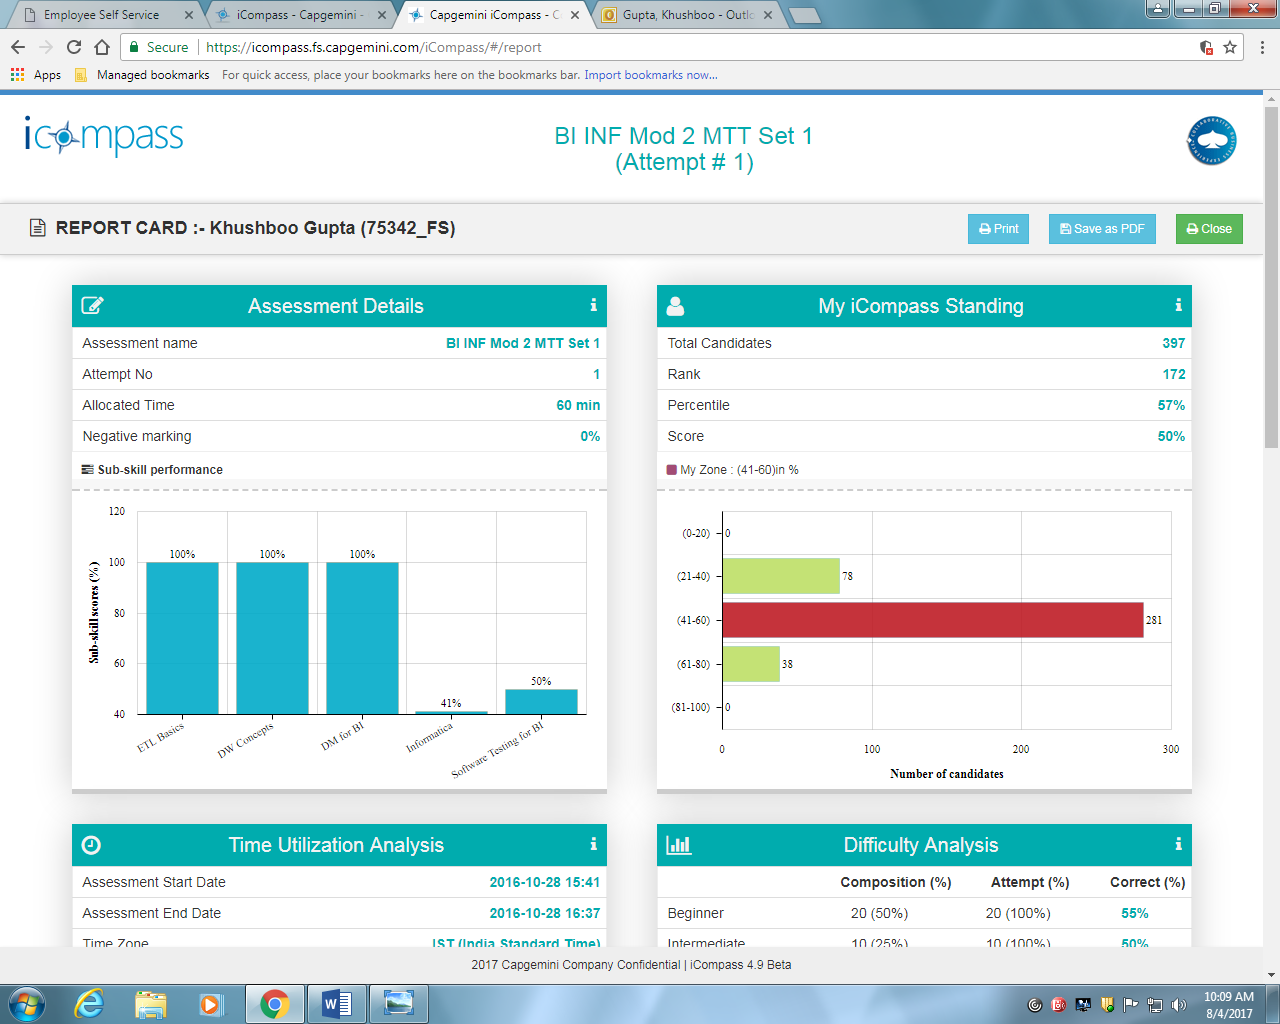 Employee Self Service
iCompass - Capgemini -
Capgemini iCompass - C
Gupta, Khushboo - Outlo
Secure
https://icompass.fs.capgemini.com/iCompass/#/report
Apps
Managed bookmarks
For quick access, place your bookmarks here on the bookmarks bar. Import bookmarks now...
icompass
BI INF Mod 2 MTT Set 1
(Attempt # 1)
REPORT CARD :- Khushboo Gupta (75342_FS)
Print
Save as PDF
Close
Assessment Details
Assessment name BI INF Mod 2 MTT Set 1
Attempt No 1
Allocated Time 60 min
Negative marking 0%
Sub-skill performance
120
100
80
60
40
Sub-skill scores (%)
100%
100%
100%
41%
50%
ETL Basics
DW Concepts
DM for BI
Informatica
Software Testing for BI
My iCompass Standing
Total Candidates 397
Rank 172
Percentile 57%
Score 50%
My Zone : (41-60)in %
(0-20) 0
(21-40) 78
(41-60) 281
(61-80) 38
(81-100) 0
0 100 200 300
Number of candidates
Time Utilization Analysis
Assessment Start Date 2016-10-28 15:41
Assessment End Date 2016-10-28 16:37
Time Zone IST (India Standard Time)
Difficulty Analysis
Composition (%) Attempt (%) Correct (%)
Beginner 20 (50%) 20 (100%) 55%
Intermediate 10 (25%) 10 (100%) 50%
2017 Capgemini Company Confidential | iCompass 4.9 Beta
10:09 AM
8/4/2017